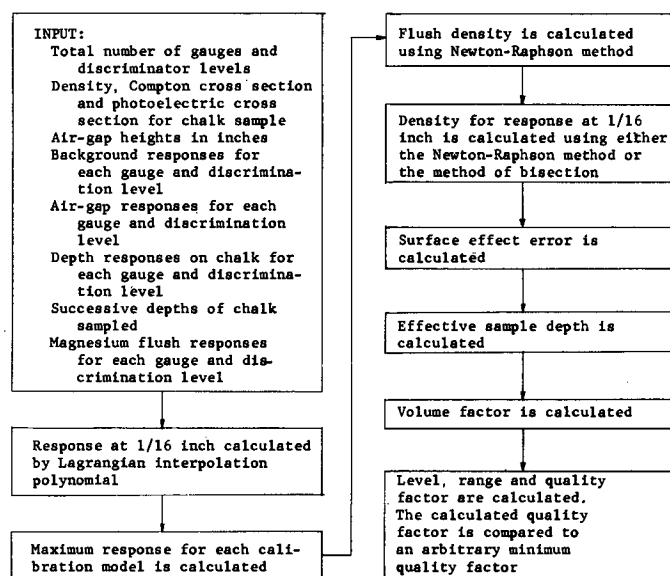 INPUT:
Total number of gauges and
discriminator levels
Density, Compton cross section
and photoelectric cross
section for chalk sample
Air-gap heights in inches
Background responses for
each gauge and discrimina-
tion level
Air-gap responses for each
gauge and discrimination
level
Depth responses on chalk for
each gauge and discrimina-
tion level
Successive depths of chalk
sampled
Magnesium flush responses
for each gauge and dis-
crimination level
Response at 1/16 inch calculated
by Lagrangian interpolation
polynomial
Maximum response for each cali-
bration model is calculated
Flush density is calculated
using Newton-Raphson method
Density for response at 1/16
inch is calculated using either
the Newton-Raphson method or
the method of bisection
Surface effect error is
calculated
Effective sample depth is
calculated
Volume factor is calculated
Level, range and quality
factor are calculated.
The calculated quality
factor is compared to
an arbitrary minimum
quality factor